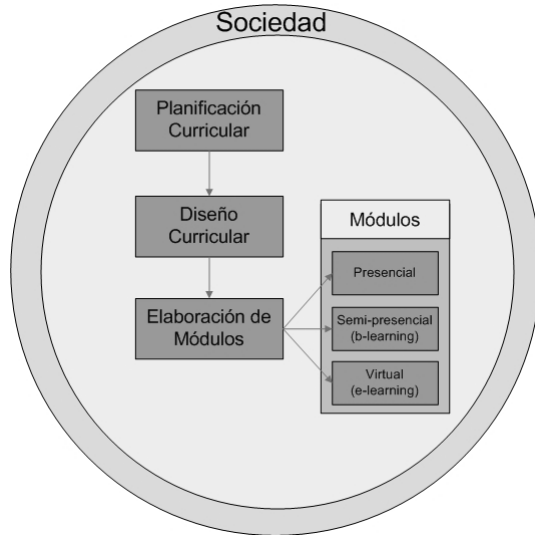 Sociedad
Planificación
Curricular
Diseño
Curricular
Elaboración de
Módulos
Módulos
Presencial
Semi-presencial
(b-learning)
Virtual
(e-learning)